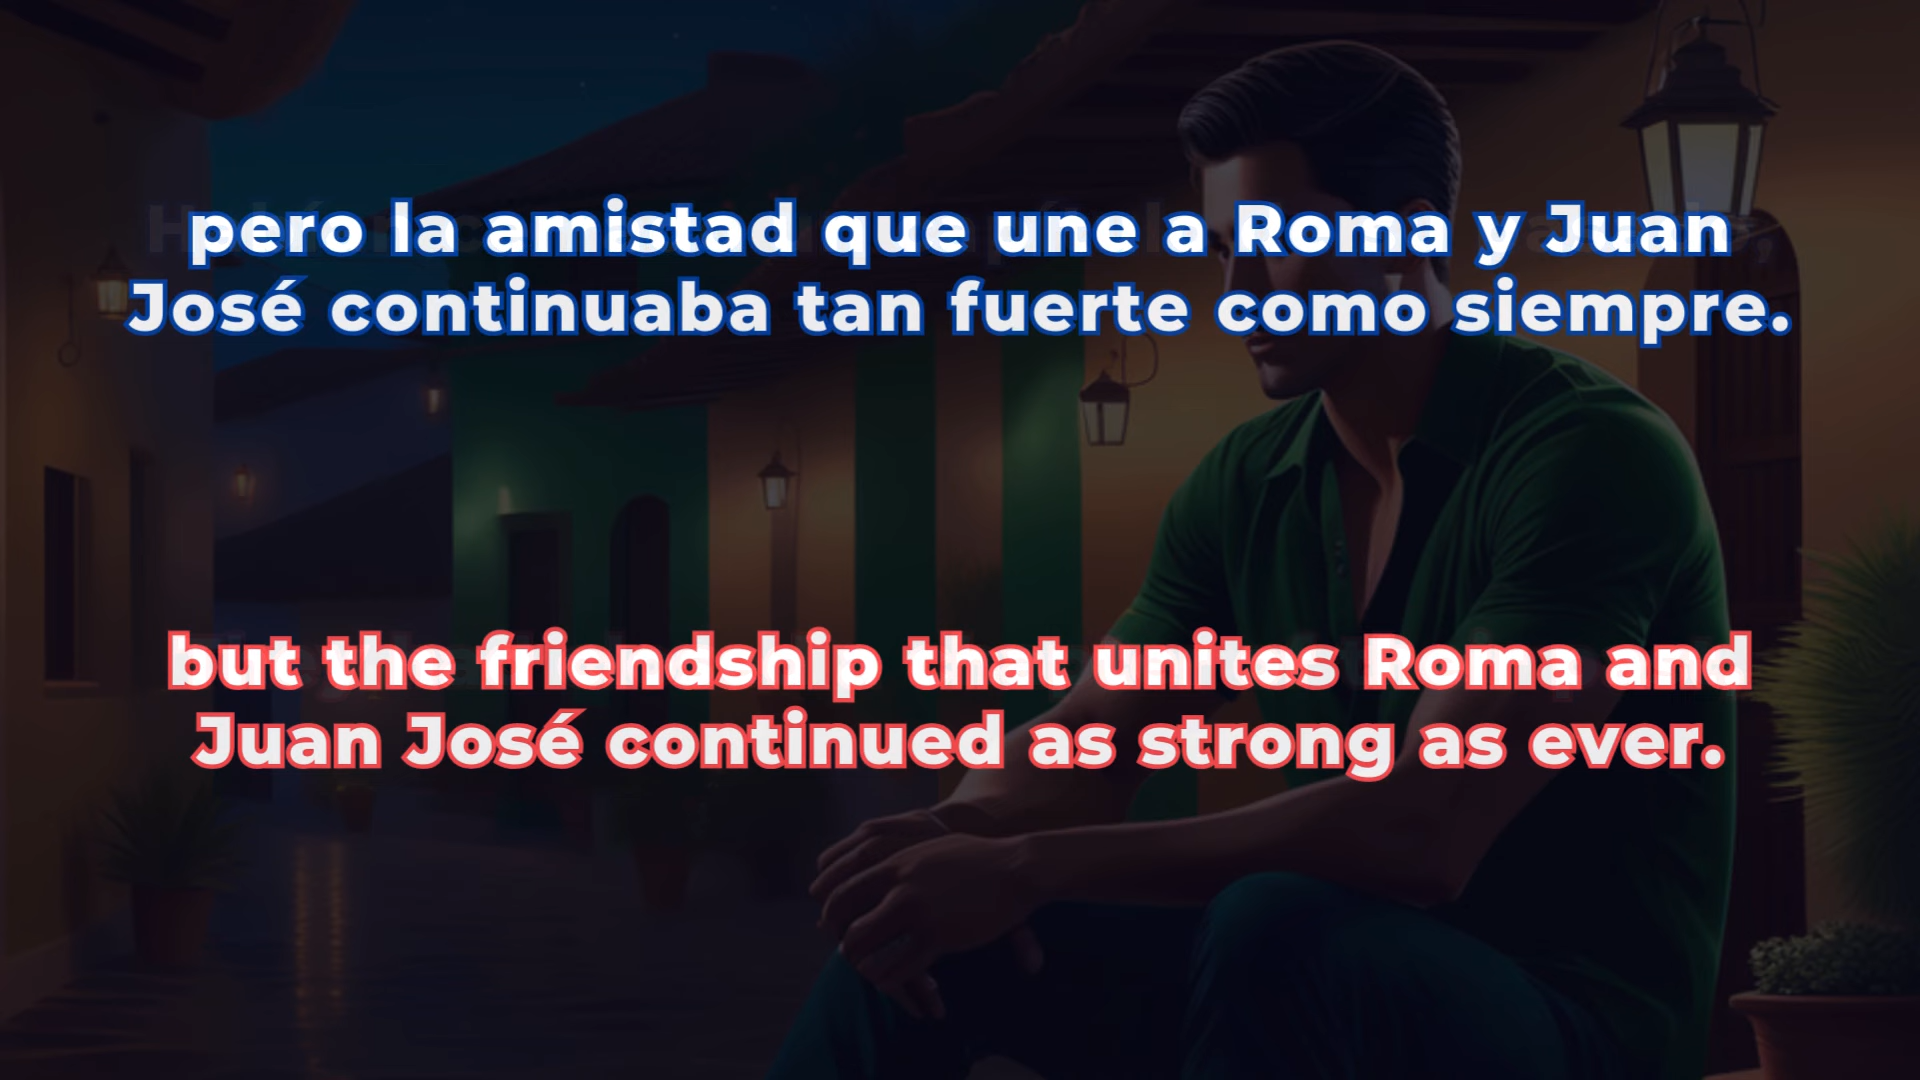 pero la amistad que une a Roma y Juan
José continuaba tan fuerte como siempre.
but the friendship that unites Roma and
Juan José continued as strong as ever.